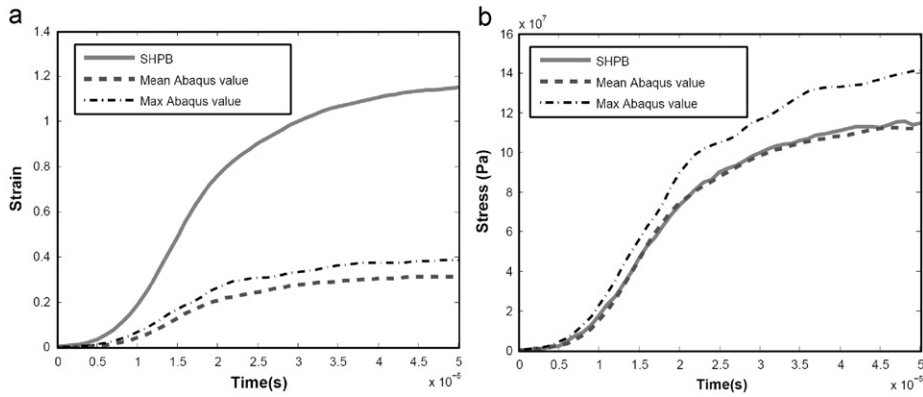 a
1.4
1.2
1
0.8
0.6
0.4
0.2
0
Strain
SHPB
Mean Abaqus value
Max Abaqus value
0 0.5 1 1.5 2 2.5 3 3.5 4 4.5 5
Time(s)
x 10⁻⁵
b
x 10⁷
16
14
12
10
8
6
4
2
0
Stress (Pa)
SHPB
Mean Abaqus value
Max Abaqus value
0 0.5 1 1.5 2 2.5 3 3.5 4 4.5 5
Time(s)
x 10⁻⁵